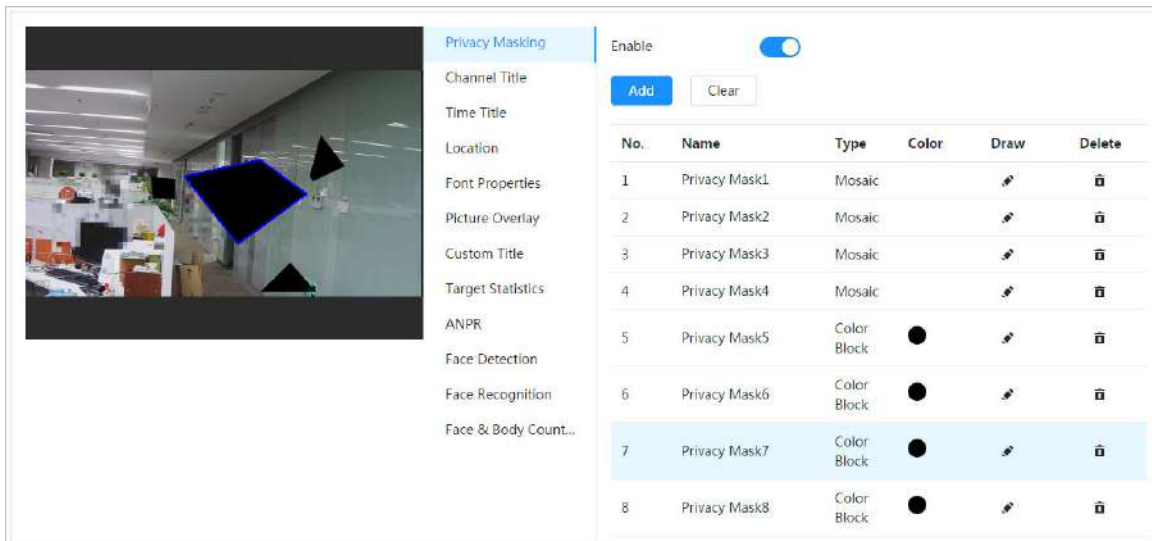 Privacy Masking
Channel Title
Time Title
Location
Font Properties
Picture Overlay
Custom Title
Target Statistics
ANPR
Face Detection
Face Recognition
Face & Body Count...
Enable
Add Clear
No. Name Type Color Draw Delete
1 Privacy Mask1 Mosaic
2 Privacy Mask2 Mosaic
3 Privacy Mask3 Mosaic
4 Privacy Mask4 Mosaic
5 Privacy Mask5 Color
Block
6 Privacy Mask6 Color
Block
7 Privacy Mask7 Color
Block
8 Privacy Mask8 Color
Block